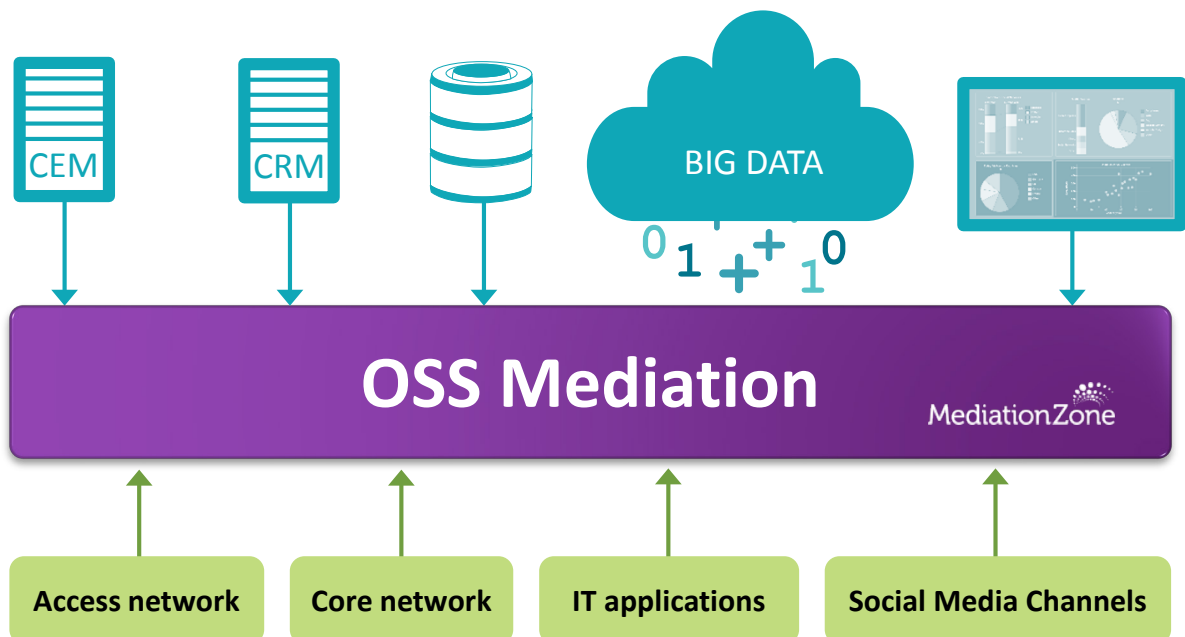 CEM
CRM
BIG DATA
0 1 1 0
OSS Mediation
MediationZone
Access network
Core network
IT applications
Social Media Channels